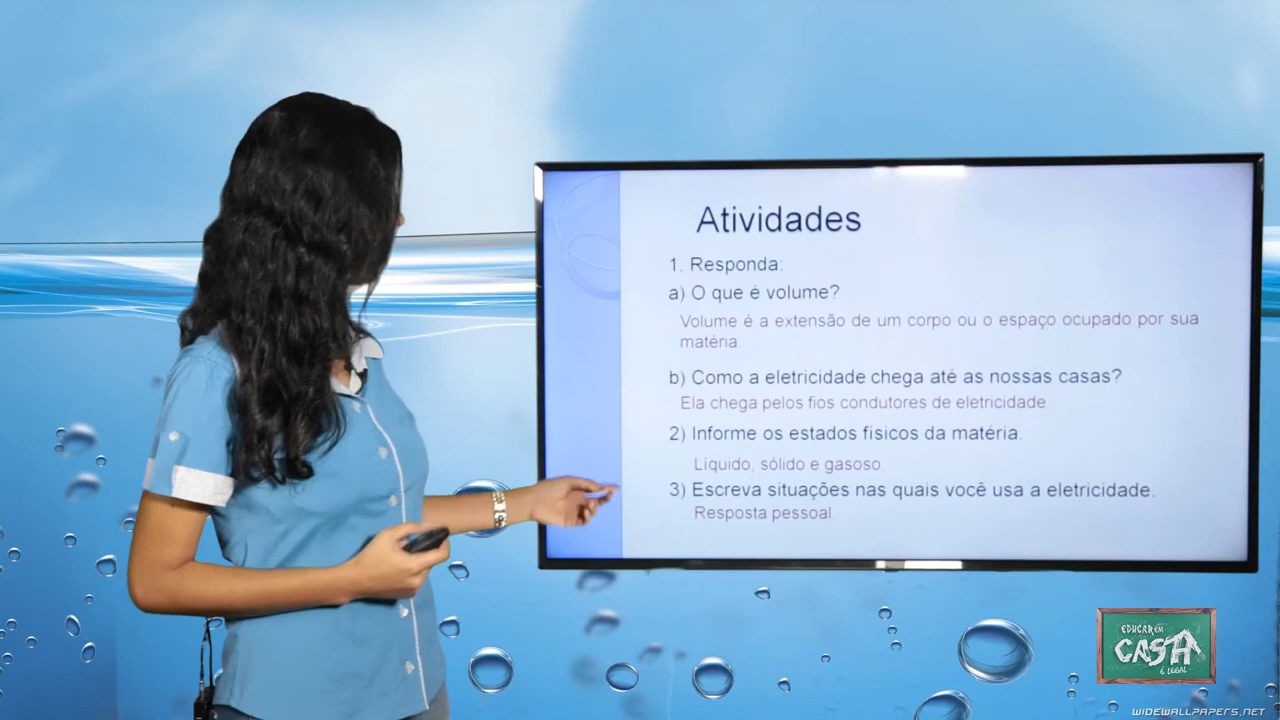 Atividades
1. Responda:
a) O que é volume?
Volume é a extensão de um corpo ou o espaço ocupado por sua
matéria.
b) Como a eletricidade chega até as nossas casas?
Ela chega pelos fios condutores de eletricidade.
2) Informe os estados físicos da matéria.
Líquido, sólido e gasoso.
3) Escreva situações nas quais você usa a eletricidade.
Resposta pessoal.
EDUCAR EM
CASA
É LEGAL
WIDEWALLPAPERS.NET